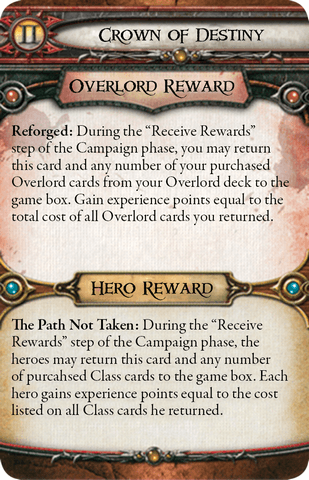 II
Crown of Destiny
Overlord Reward
Reforged: During the “Receive Rewards”
step of the Campaign phase, you may return
this card and any number of your purchased
Overlord cards from your Overlord deck to the
game box. Gain experience points equal to the
total cost of all Overlord cards you returned.
Hero Reward
The Path Not Taken: During the “Receive
Rewards” step of the Campaign phase, the
heroes may return this card and any number
of purcahsed Class cards to the game box. Each
hero gains experience points equal to the cost
listed on all Class cards he returned.